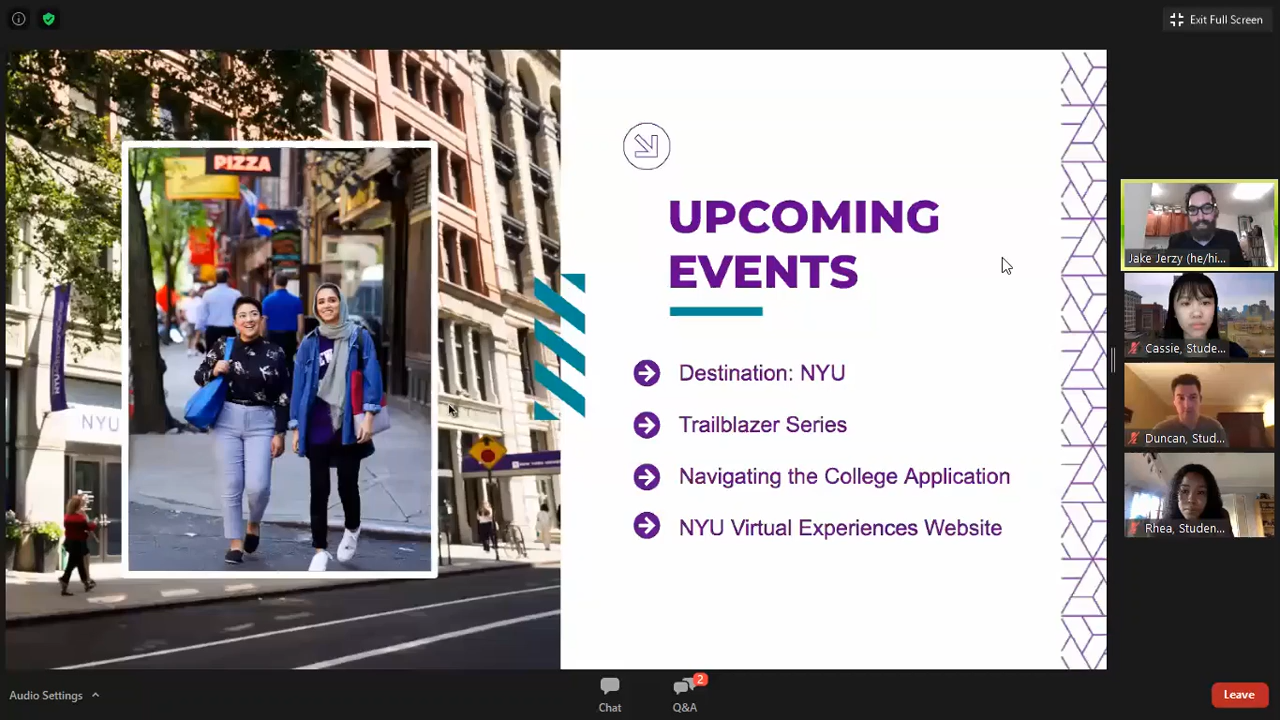 Exit Full Screen
PIZZA
NYU
UPCOMING
EVENTS
Destination: NYU
Trailblazer Series
Navigating the College Application
NYU Virtual Experiences Website
Jake Jerzy (he/hi...
Cassie, Stude...
Duncan, Stud...
Rhea, Studen...
Audio Settings
Chat
2
Q&A
Leave